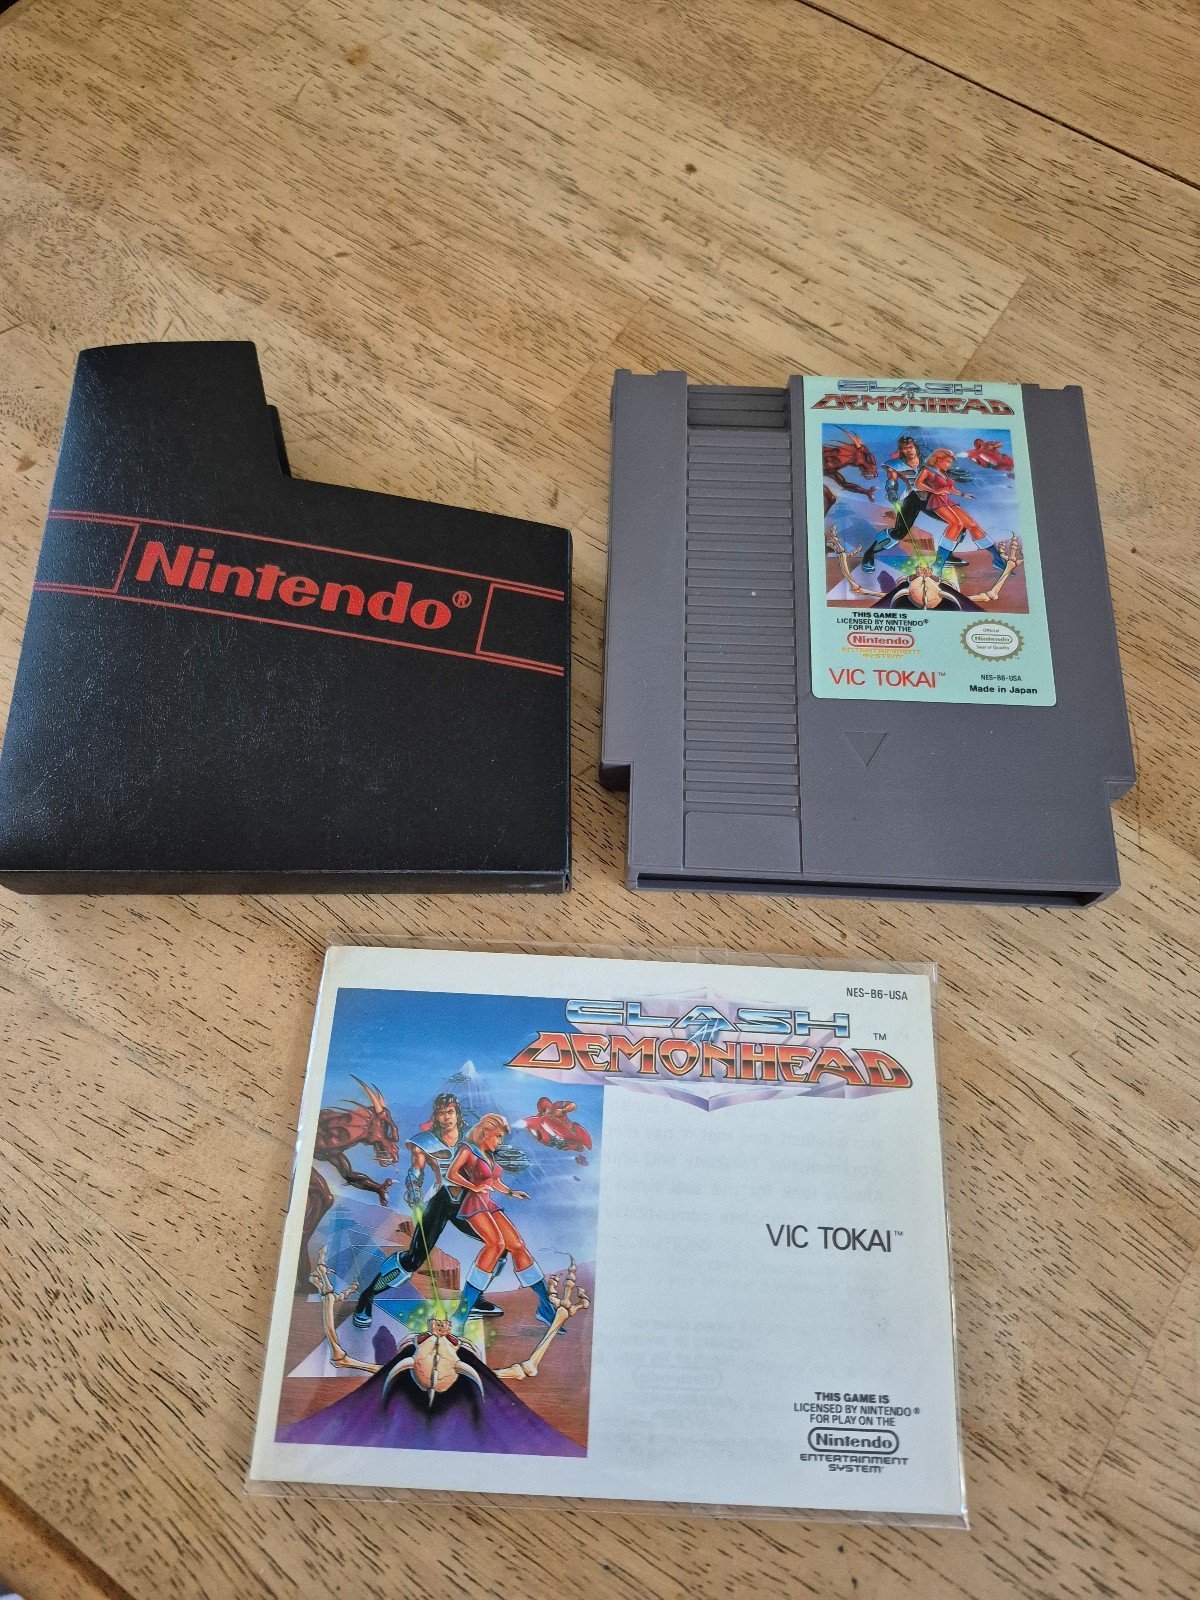 Nintendo®
CLASH
AT
DEMONHEAD
THIS GAME IS
LICENSED BY NINTENDO®
FOR PLAY ON THE
Nintendo
ENTERTAINMENT
SYSTEM
Official
Nintendo
Seal of Quality
VIC TOKAI™
NES-B6-USA
Made in Japan
NES-B6-USA
CLASH
AT
DEMONHEAD™
VIC TOKAI™
THIS GAME IS
LICENSED BY NINTENDO®
FOR PLAY ON THE
Nintendo
ENTERTAINMENT
SYSTEM